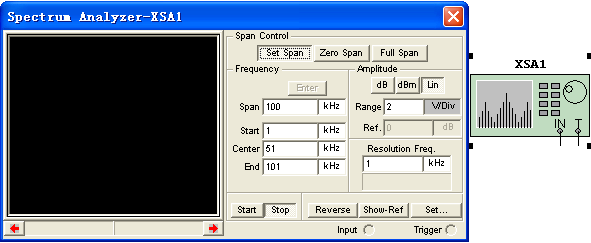 Spectrum Analyzer-XSA1
Span Control
Set Span Zero Span Full Span
Frequency
Enter
Span 100 kHz
Start 1 kHz
Center 51 kHz
End 101 kHz
Amplitude
dB dBm Lin
Range 2 V/Div
Ref. 0 dB
Resolution Freq.
1 kHz
Start Stop Reverse Show-Ref Set...
Input Trigger
XSA1
IN T